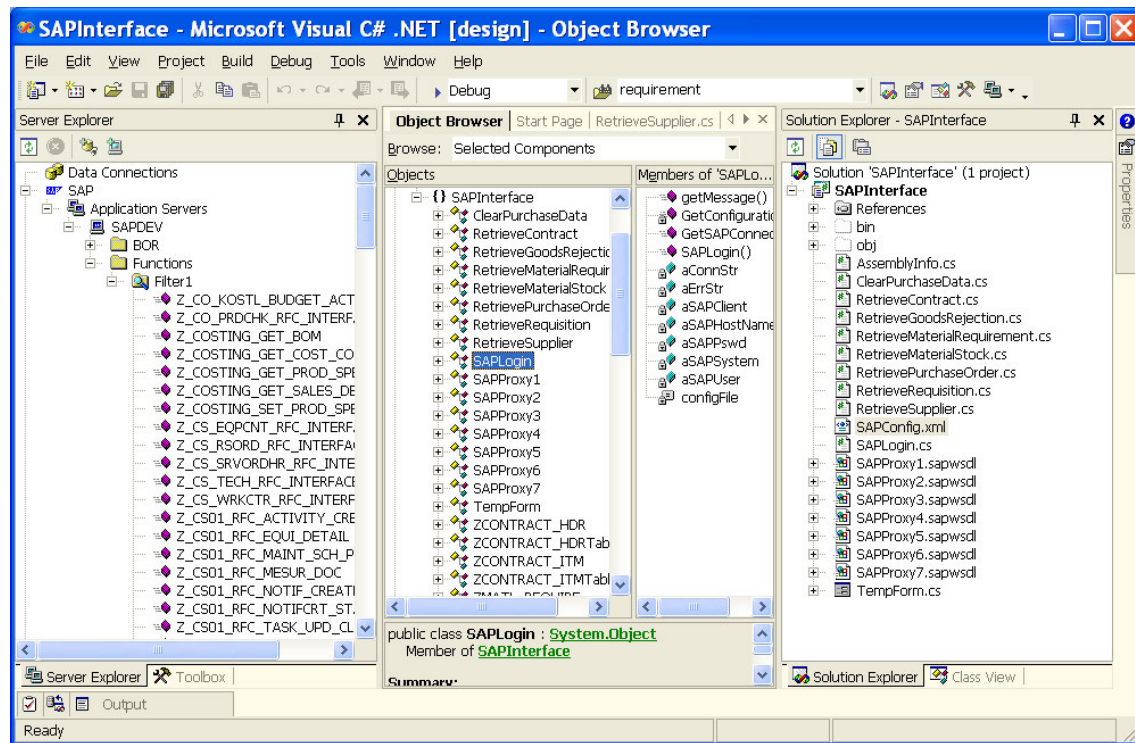 SAPInterface - Microsoft Visual C# .NET [design] - Object Browser
File Edit View Project Build Debug Tools Window Help
Debug requirement
Server Explorer
Data Connections
SAP
Application Servers
SAPDEV
BOR
Functions
Filter1
Z_CO_KOSTL_BUDGET_ACT
Z_CO_PRDCHK_RFC_INTERF.
Z_COSTING_GET_BOM
Z_COSTING_GET_COST_CO
Z_COSTING_GET_PROD_SPE
Z_COSTING_GET_SALES_DE
Z_COSTING_SET_PROD_SPE
Z_CS_EQPCNT_RFC_INTERF.
Z_CS_RSORD_RFC_INTERFA
Z_CS_SRVORDHR_RFC_INTE
Z_CS_TECH_RFC_INTERFACE
Z_CS_WRKCTR_RFC_INTERF
Z_CS01_RFC_ACTIVITY_CRE
Z_CS01_RFC_EQUI_DETAIL
Z_CS01_RFC_MAINT_SCH_P
Z_CS01_RFC_MESUR_DOC
Z_CS01_RFC_NOTIF_CREATI
Z_CS01_RFC_NOTIFCRT_ST.
Z_CS01_RFC_TASK_UPD_CL
Server Explorer Toolbox
Object Browser Start Page RetrieveSupplier.cs
Browse: Selected Components
Objects
SAPInterface
ClearPurchaseData
RetrieveContract
RetrieveGoodsRejectic
RetrieveMaterialRequir
RetrieveMaterialStock
RetrievePurchaseOrde
RetrieveRequisition
RetrieveSupplier
SAPLogin
SAPProxy1
SAPProxy2
SAPProxy3
SAPProxy4
SAPProxy5
SAPProxy6
SAPProxy7
TempForm
ZCONTRACT_HDR
ZCONTRACT_HDRTab
ZCONTRACT_ITM
ZCONTRACT_ITMTabl
ZMATL_REQUIRE
Members of 'SAPLo...
getMessage()
GetConfiguratic
GetSAPConnec
SAPLogin()
aConnStr
aErrStr
aSAPClient
aSAPHostName
aSAPPswd
aSAPSystem
aSAPUser
configFile
public class SAPLogin : System.Object
Member of SAPInterface
Summary:
Solution Explorer - SAPInterface
Solution 'SAPInterface' (1 project)
SAPInterface
References
bin
obj
AssemblyInfo.cs
ClearPurchaseData.cs
RetrieveContract.cs
RetrieveGoodsRejection.cs
RetrieveMaterialRequirement.cs
RetrieveMaterialStock.cs
RetrievePurchaseOrder.cs
RetrieveRequisition.cs
RetrieveSupplier.cs
SAPConfig.xml
SAPLogin.cs
SAPProxy1.sapwsdl
SAPProxy2.sapwsdl
SAPProxy3.sapwsdl
SAPProxy4.sapwsdl
SAPProxy5.sapwsdl
SAPProxy6.sapwsdl
SAPProxy7.sapwsdl
TempForm.cs
Solution Explorer Class View
Properties
Output
Ready